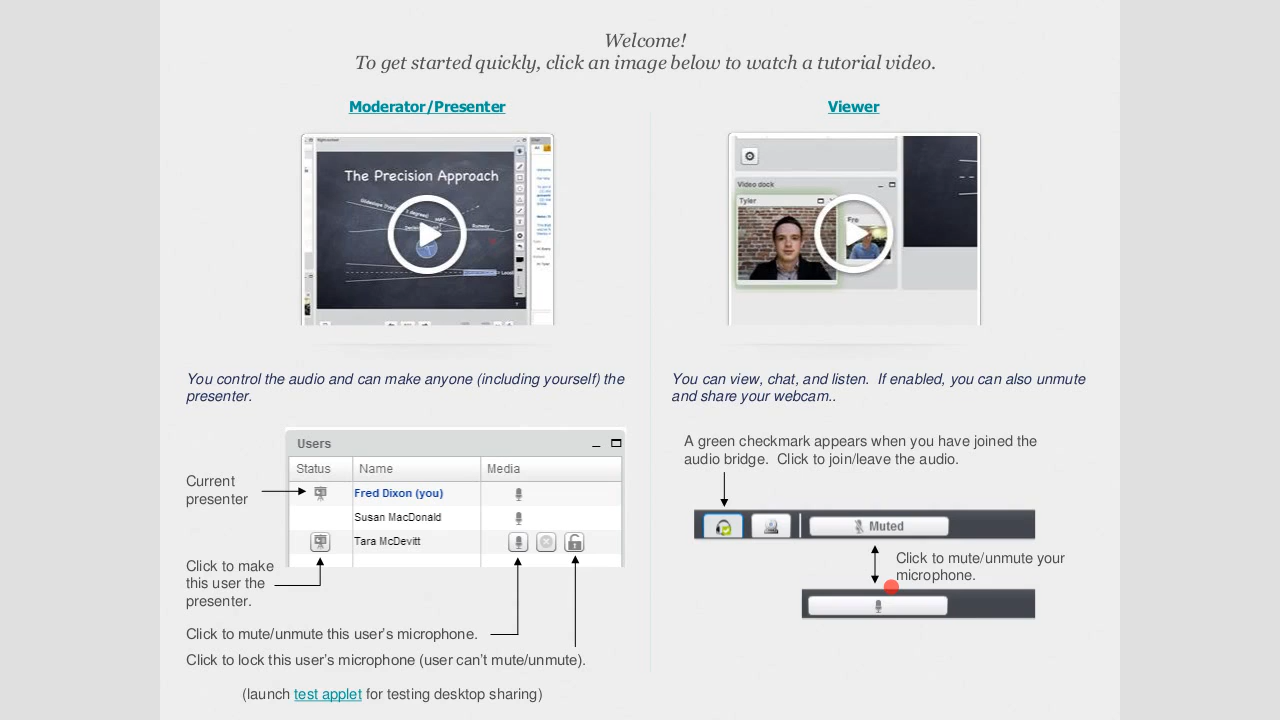 Welcome!
To get started quickly, click an image below to watch a tutorial video.
Moderator/Presenter
The Precision Approach
Runway
You control the audio and can make anyone (including yourself) the
presenter.
Users
Status Name Media
Current
presenter
Fred Dixon (you)
Susan MacDonald
Tara McDevitt
Click to make
this user the
presenter.
Click to mute/unmute this user's microphone.
Click to lock this user's microphone (user can't mute/unmute).
(launch test applet for testing desktop sharing)
Viewer
Video dock
Tyler
Fre
You can view, chat, and listen.  If enabled, you can also unmute
and share your webcam..
A green checkmark appears when you have joined the
audio bridge.  Click to join/leave the audio.
Muted
Click to mute/unmute your
microphone.